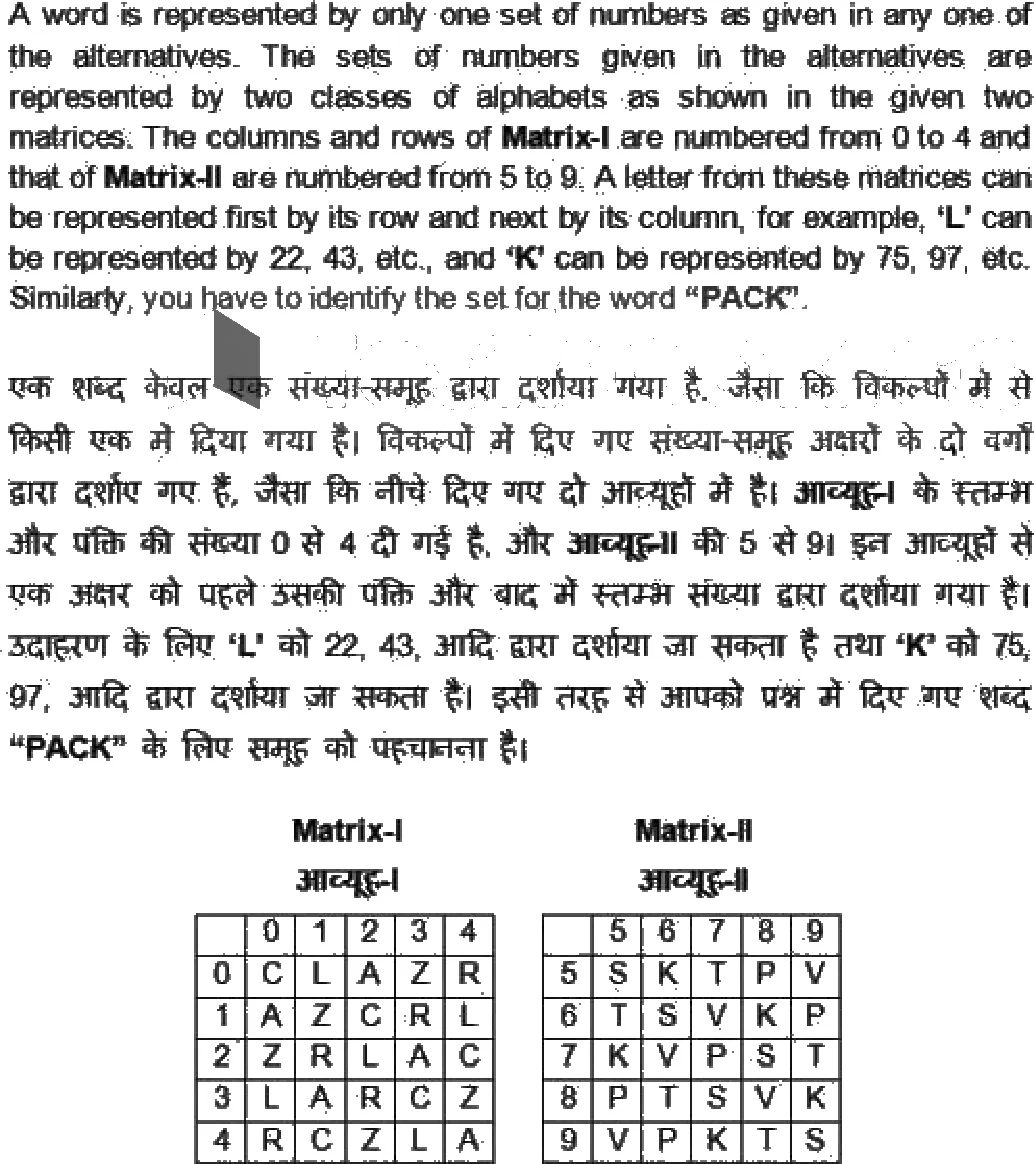 A word is represented by only one set of numbers as given in any one of
the alternatives. The sets of numbers given in the alternatives are
represented by two classes of alphabets as shown in the given two
matrices. The columns and rows of Matrix-I are numbered from 0 to 4 and
that of Matrix-II are numbered from 5 to 9. A letter from these matrices can
be represented first by its row and next by its column, for example, 'L' can
be represented by 22, 43, etc., and 'K' can be represented by 75, 97, etc.
Similarly, you have to identify the set for the word "PACK".
एक शब्द केवल एक संख्या-समूह द्वारा दर्शाया गया है, जैसा कि विकल्पों में से
किसी एक में दिया गया है। विकल्पों में दिए गए संख्या-समूह अक्षरों के दो वर्गों
द्वारा दर्शाए गए हैं, जैसा कि नीचे दिए गए दो आव्यूहों में है। आव्यूह-I के स्तम्भ
और पंक्ति की संख्या 0 से 4 दी गई है, और आव्यूह-II की 5 से 9। इन आव्यूहों से
एक अक्षर को पहले उसकी पंक्ति और बाद में स्तम्भ संख्या द्वारा दर्शाया गया है।
उदाहरण के लिए 'L' को 22, 43, आदि द्वारा दर्शाया जा सकता है तथा 'K' को 75,
97, आदि द्वारा दर्शाया जा सकता है। इसी तरह से आपको प्रश्न में दिए गए शब्द
"PACK" के लिए समूह को पहचानना है।
Matrix-I
आव्यूह-I
0 1 2 3 4
0 C L A Z R
1 A Z C R L
2 Z R L A C
3 L A R C Z
4 R C Z L A
Matrix-II
आव्यूह-II
5 6 7 8 9
5 S K T P V
6 T S V K P
7 K V P S T
8 P T S V K
9 V P K T S